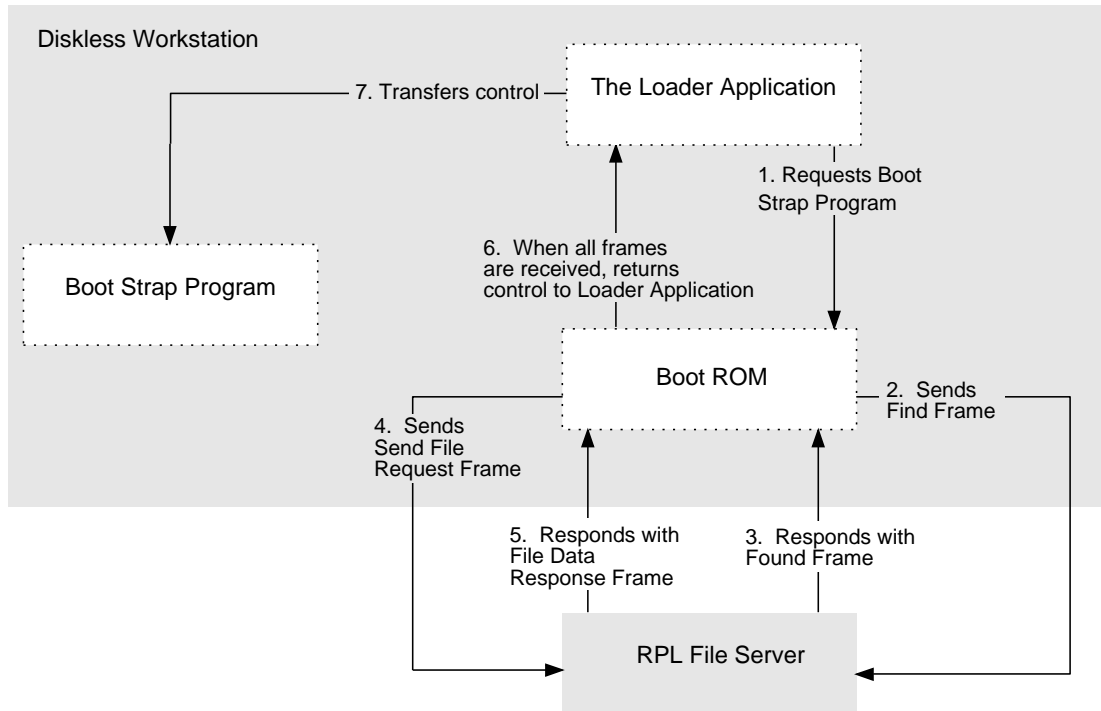 Diskless Workstation
The Loader Application
7. Transfers control
1. Requests Boot
Strap Program
6. When all frames
are received, returns
control to Loader Application
Boot Strap Program
Boot ROM
2. Sends
Find Frame
4. Sends
Send File
Request Frame
5. Responds with
File Data
Response Frame
3. Responds with
Found Frame
RPL File Server